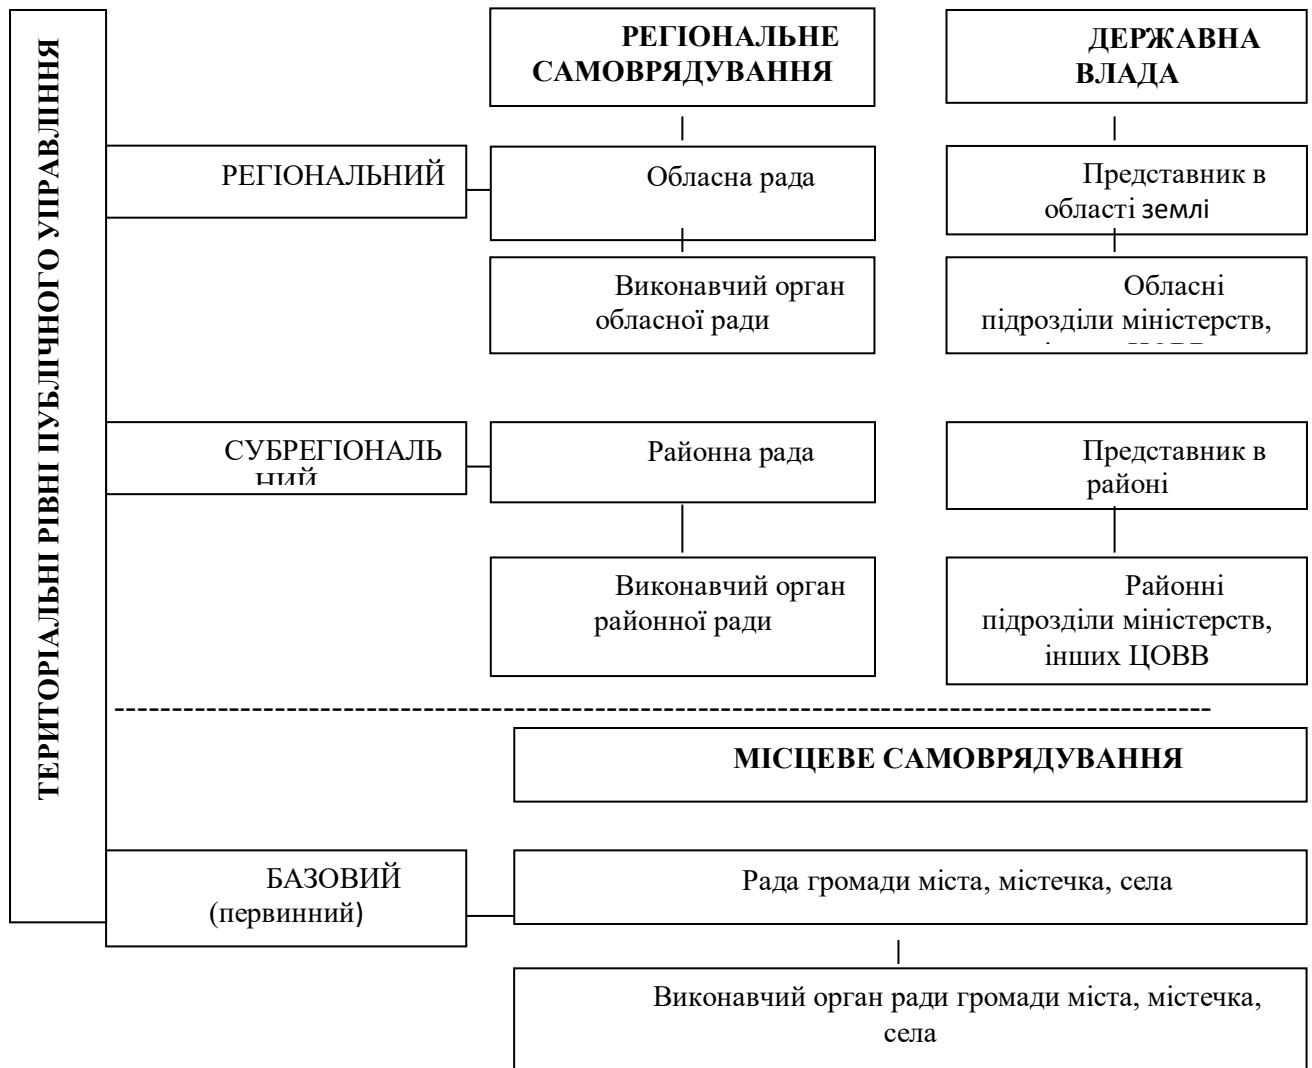 ТЕРИТОРІАЛЬНІ РІВНІ ПУБЛІЧНОГО УПРАВЛІННЯ
РЕГІОНАЛЬНЕ
САМОВРЯДУВАННЯ
ДЕРЖАВНА
ВЛАДА
РЕГІОНАЛЬНИЙ
Обласна рада
Представник в
області землі
Виконавчий орган
обласної ради
Обласні
підрозділи міністерств,
СУБРЕГІОНАЛЬ
НИЙ
Районна рада
Представник в
районі
Виконавчий орган
районної ради
Районні
підрозділи міністерств,
інших ЦОВВ
МІСЦЕВЕ САМОВРЯДУВАННЯ
БАЗОВИЙ
(первинний)
Рада громади міста, містечка, села
Виконавчий орган ради громади міста, містечка,
села